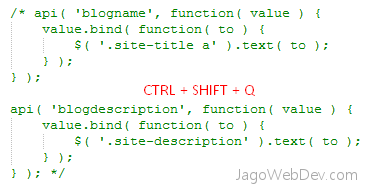 /* api( 'blogname', function( value ) {
value.bind( function( to ) {
$( '.site-title a' ).text( to );
} );
} );
CTRL + SHIFT + Q
api( 'blogdescription', function( value ) {
value.bind( function( to ) {
$( '.site-description' ).text( to );
} );
} ); */
JagoWebDev.com